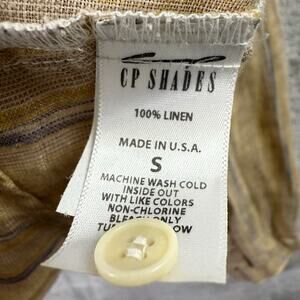 CP SHADES
100% LINEN
MADE IN U.S.A.
S
MACHINE WASH COLD
INSIDE OUT
WITH LIKE COLORS
NON-CHLORINE
BLEACH ONLY